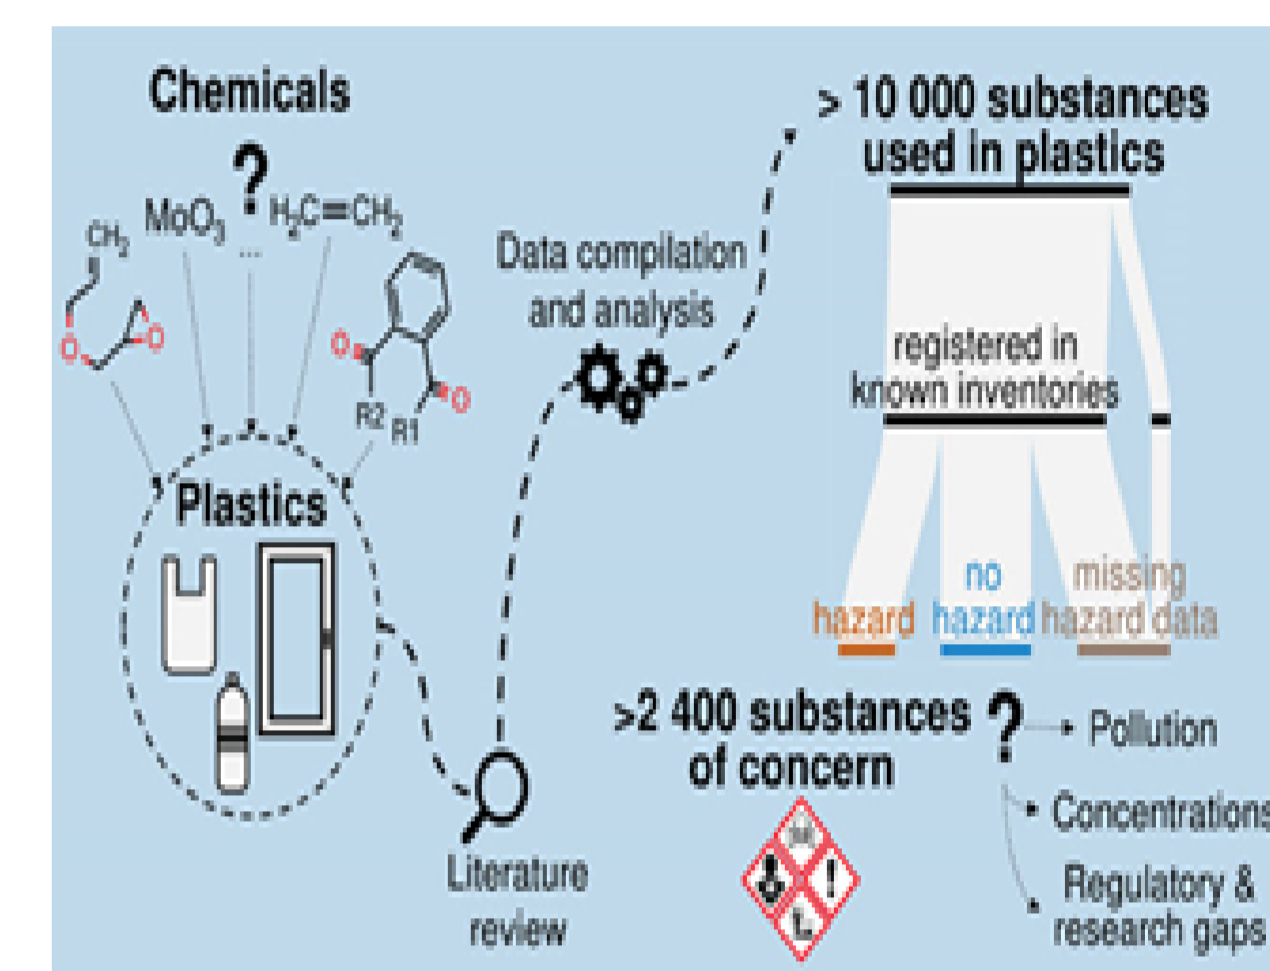 Chemicals
?
CH₂
MoO₃
...
H₂C=CH₂
O
O
O
O
R2
R1
Plastics
Literature
review
Data compilation
and analysis
> 10 000 substances
used in plastics
registered in
known inventories
hazard
no
hazard
missing
hazard data
>2 400 substances
of concern
!
?
Pollution
Concentrations
Regulatory &
research gaps